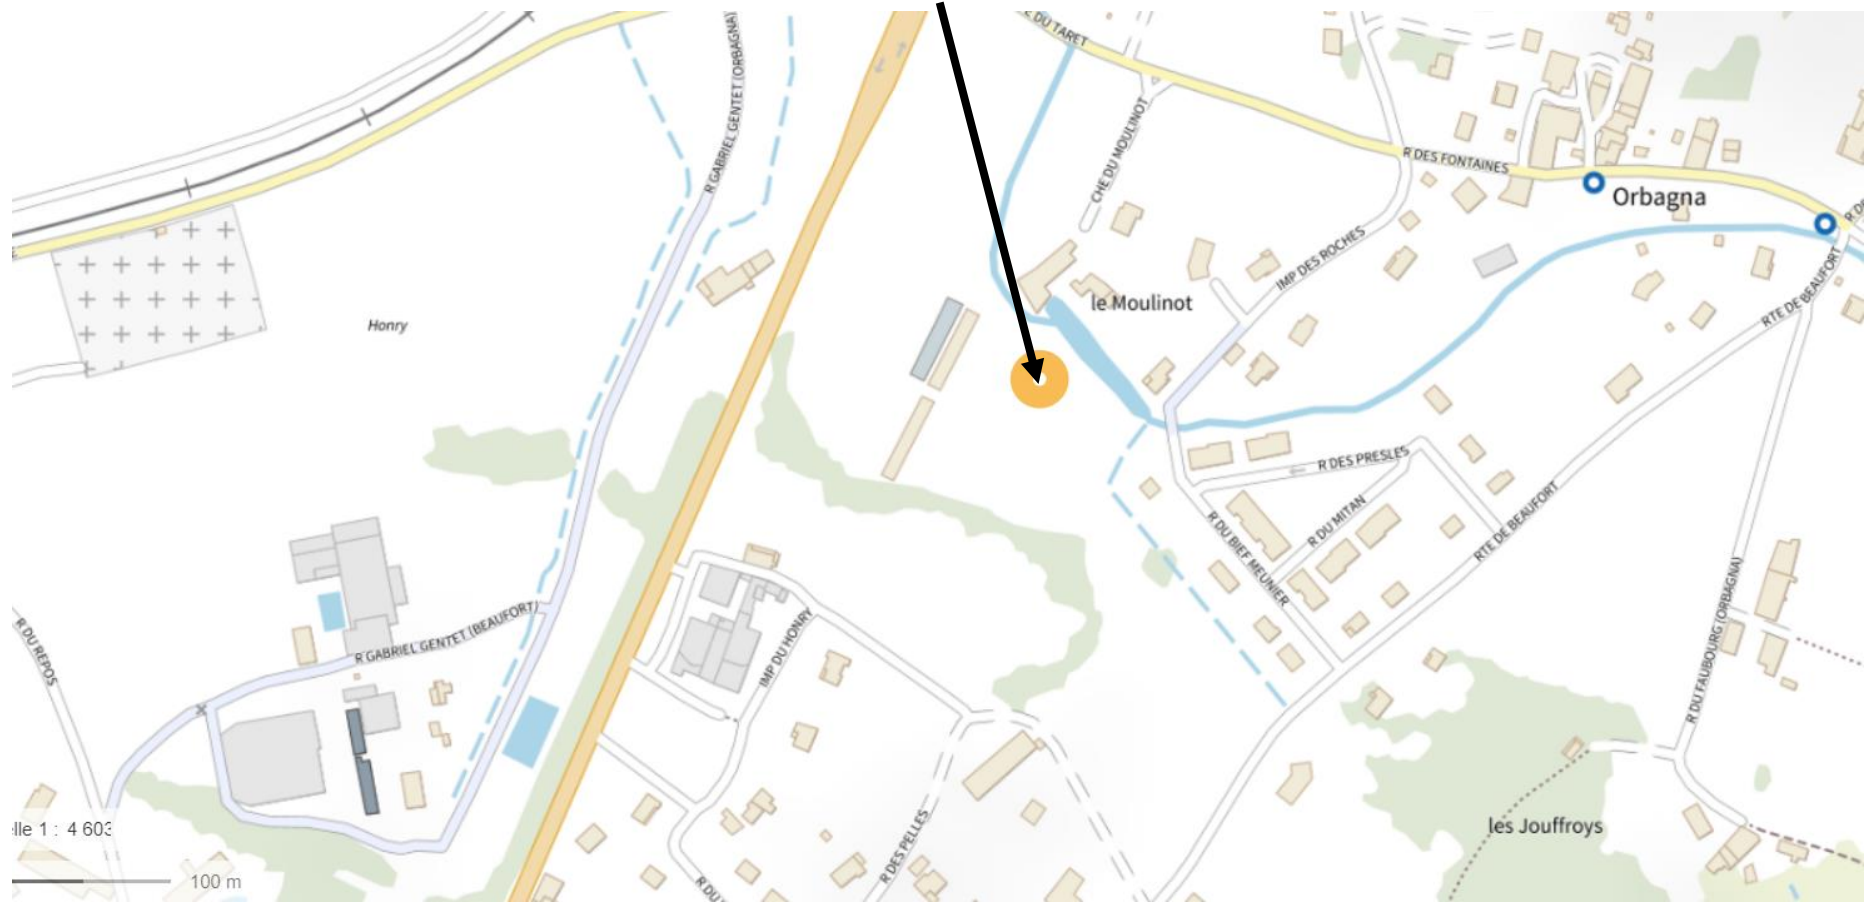 E DU TARET
R GABRIEL GENTET (ORBAGNA)
CHE DU MOULINOT
R DES FONTAINES
Orbagna
IMP DES ROCHES
RTE DE BEAUFORT
le Moulinot
Honry
R DES PRESLES
R DU MITAN
R DU BIEF MEUNIER
RTE DE BEAUFORT
R DU FAUBOURG (ORBAGNA)
R GABRIEL GENTET (BEAUFORT)
R DU REPOS
IMP DU HONRY
R DES PELLES
les Jouffroys
lle 1 : 4 603
100 m
R DU